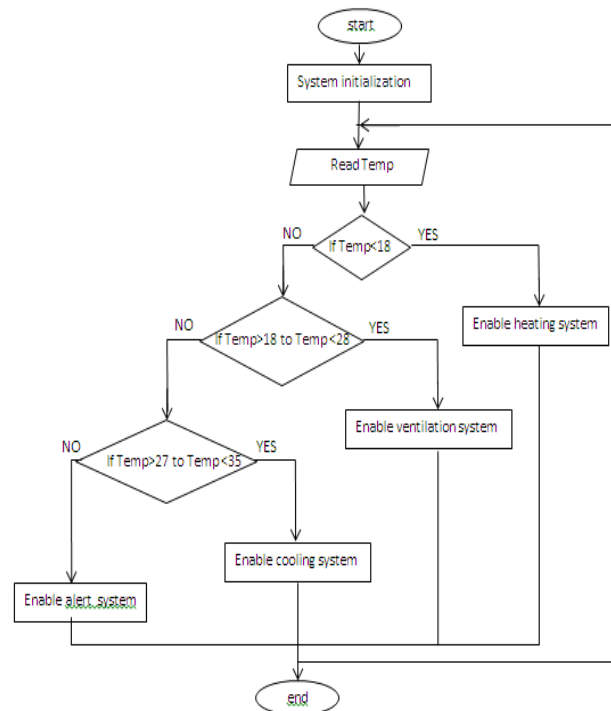 start
System initialization
Read Temp
If Temp<18
NO
YES
Enable heating system
If Temp>18 to Temp<28
NO
YES
Enable ventilation system
If Temp>27 to Temp<35
NO
YES
Enable cooling system
Enable alert system
end